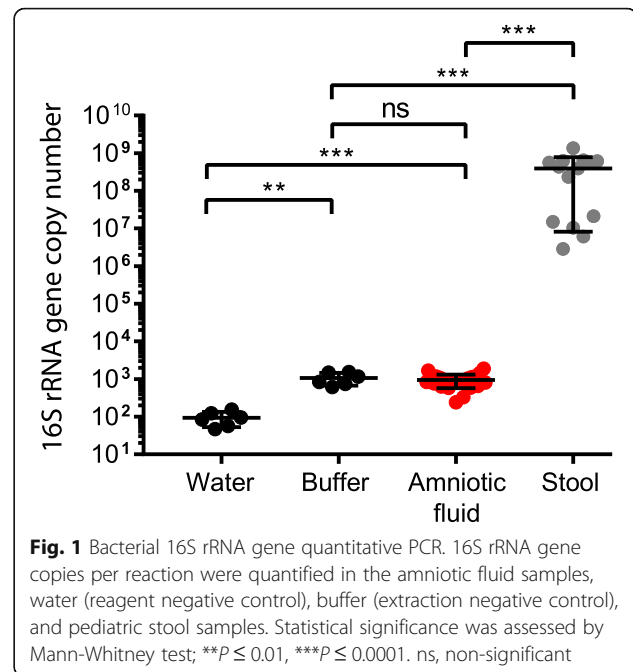 ***
***
ns
***
**
16S rRNA gene copy number
10^10
10^9
10^8
10^7
10^6
10^5
10^4
10^3
10^2
10^1
Water
Buffer
Amniotic
fluid
Stool
Fig. 1 Bacterial 16S rRNA gene quantitative PCR. 16S rRNA gene
copies per reaction were quantified in the amniotic fluid samples,
water (reagent negative control), buffer (extraction negative control),
and pediatric stool samples. Statistical significance was assessed by
Mann-Whitney test; **P ≤ 0.01, ***P ≤ 0.0001. ns, non-significant